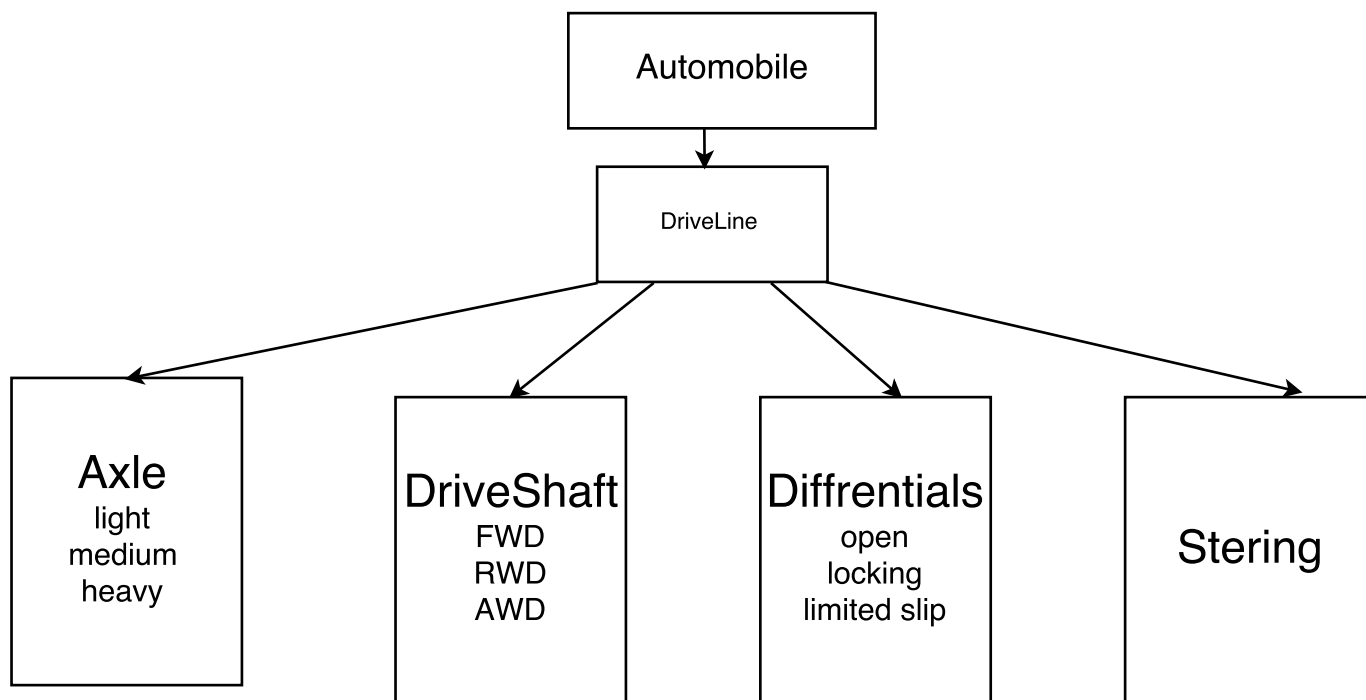 Automobile
DriveLine
Axle
light
medium
heavy
DriveShaft
FWD
RWD
AWD
Diffrentials
open
locking
limited slip
Stering